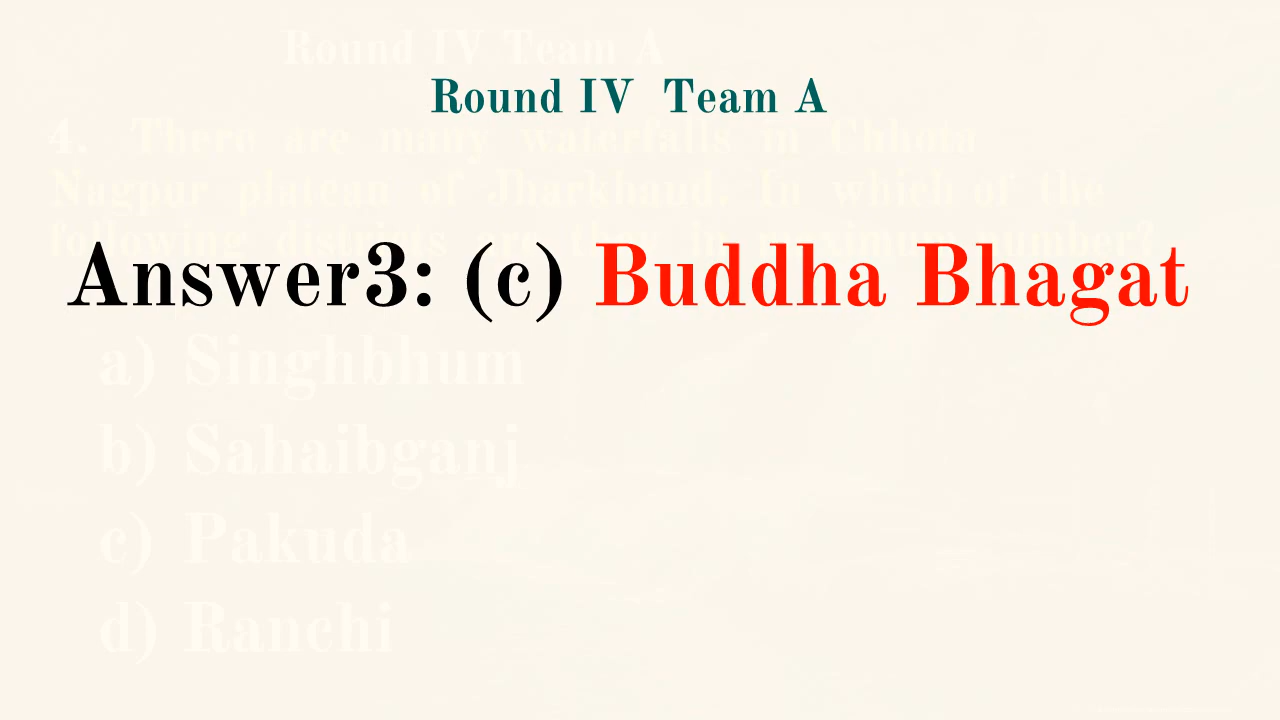 Round IV Team A
Round IV Team A
4. There are many waterfalls in Chhota
Nagpur plateau of Jharkhand. In which of the
following districts are they in maximum number?
Answer3: (c) Buddha Bhagat
a) Singhbhum
b) Sahaibganj
c) Pakuda
d) Ranchi